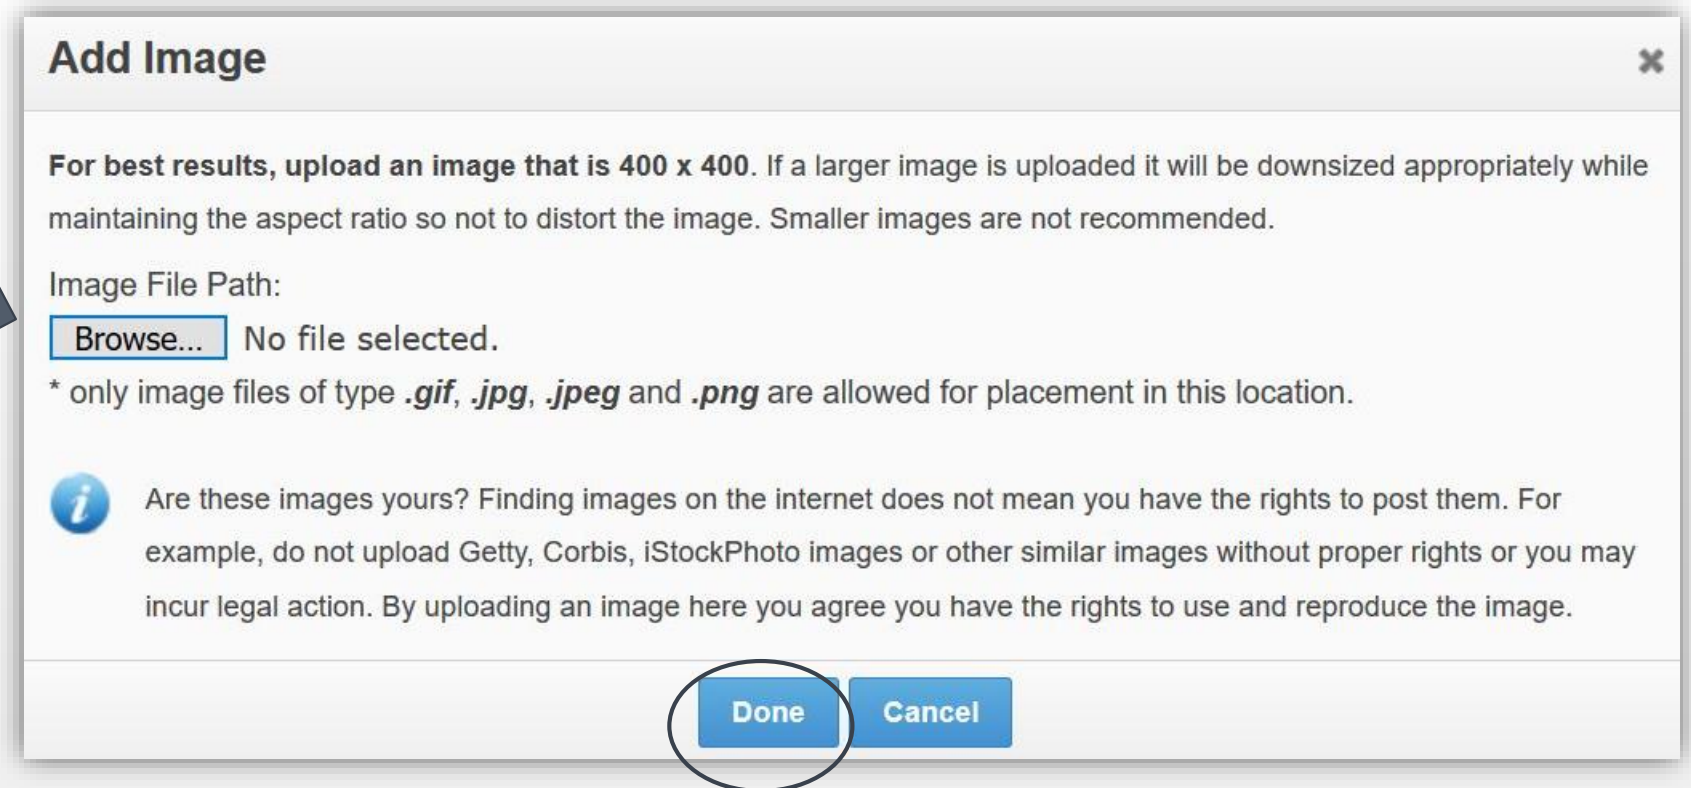 Add Image
For best results, upload an image that is 400 x 400. If a larger image is uploaded it will be downsized appropriately while
maintaining the aspect ratio so not to distort the image. Smaller images are not recommended.
Image File Path:
Browse... No file selected.
* only image files of type .gif, .jpg, .jpeg and .png are allowed for placement in this location.
Are these images yours? Finding images on the internet does not mean you have the rights to post them. For
example, do not upload Getty, Corbis, iStockPhoto images or other similar images without proper rights or you may
incur legal action. By uploading an image here you agree you have the rights to use and reproduce the image.
Done Cancel